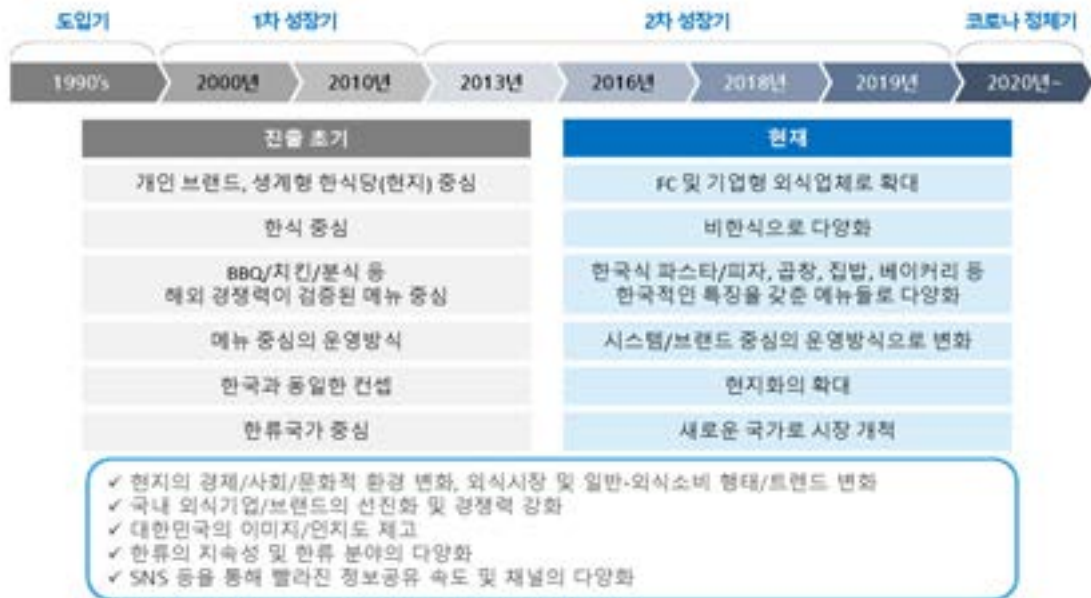 도입기 1차 성장기 2차 성장기 코로나 정체기
1990's 2000년 2010년 2013년 2016년 2018년 2019년 2020년~
진출 초기 현재
개인 브랜드, 생계형 한식당(현지) 중심 FC 및 기업형 외식업체로 확대
한식 중심 비한식으로 다양화
BBQ/치킨/분식 등 한국식 파스타/피자, 곱창, 집밥, 베이커리 등
해외 경쟁력이 검증된 메뉴 중심 한국적인 특징을 갖춘 메뉴들로 다양화
메뉴 중심의 운영방식 시스템/브랜드 중심의 운영방식으로 변화
한국과 동일한 컨셉 현지화의 확대
한류국가 중심 새로운 국가로 시장 개척
✓ 현지의 경제/사회/문화적 환경 변화, 외식시장 및 일반-외식소비 행태/트렌드 변화
✓ 국내 외식기업/브랜드의 선진화 및 경쟁력 강화
✓ 대한민국의 이미지/인지도 제고
✓ 한류의 지속성 및 한류 분야의 다양화
✓ SNS 등을 통해 빨라진 정보공유 속도 및 채널의 다양화